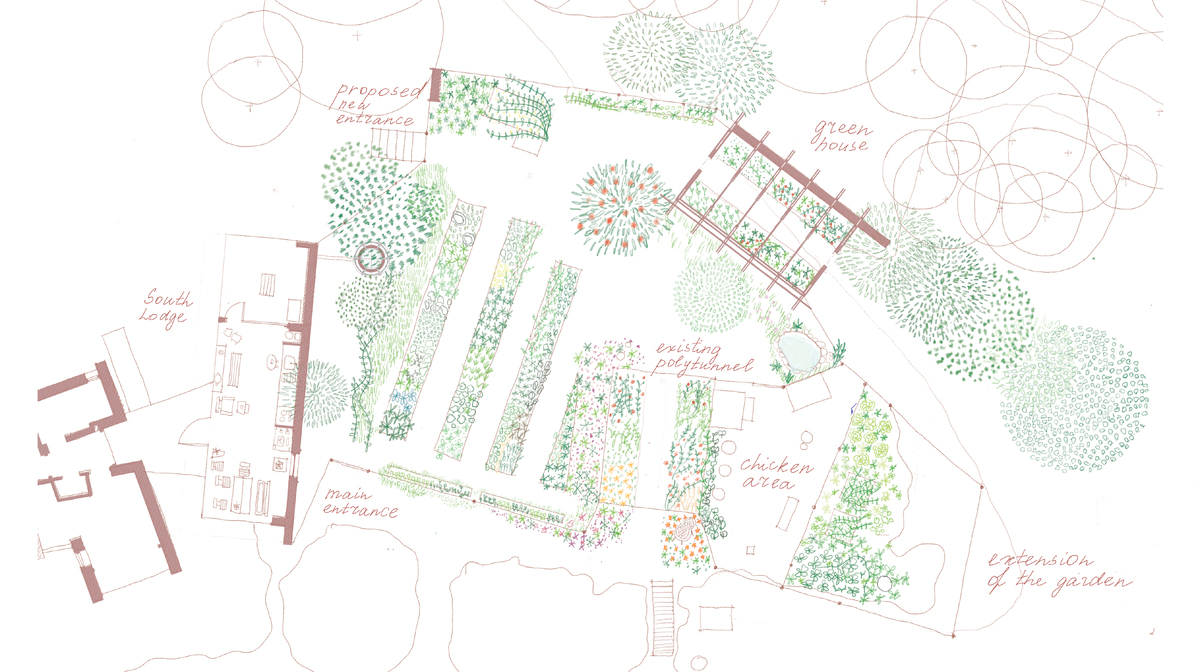 proposed
new
entrance
green
house
South
Lodge
existing
polytunnel
chicken
area
main
entrance
extension
of the garden